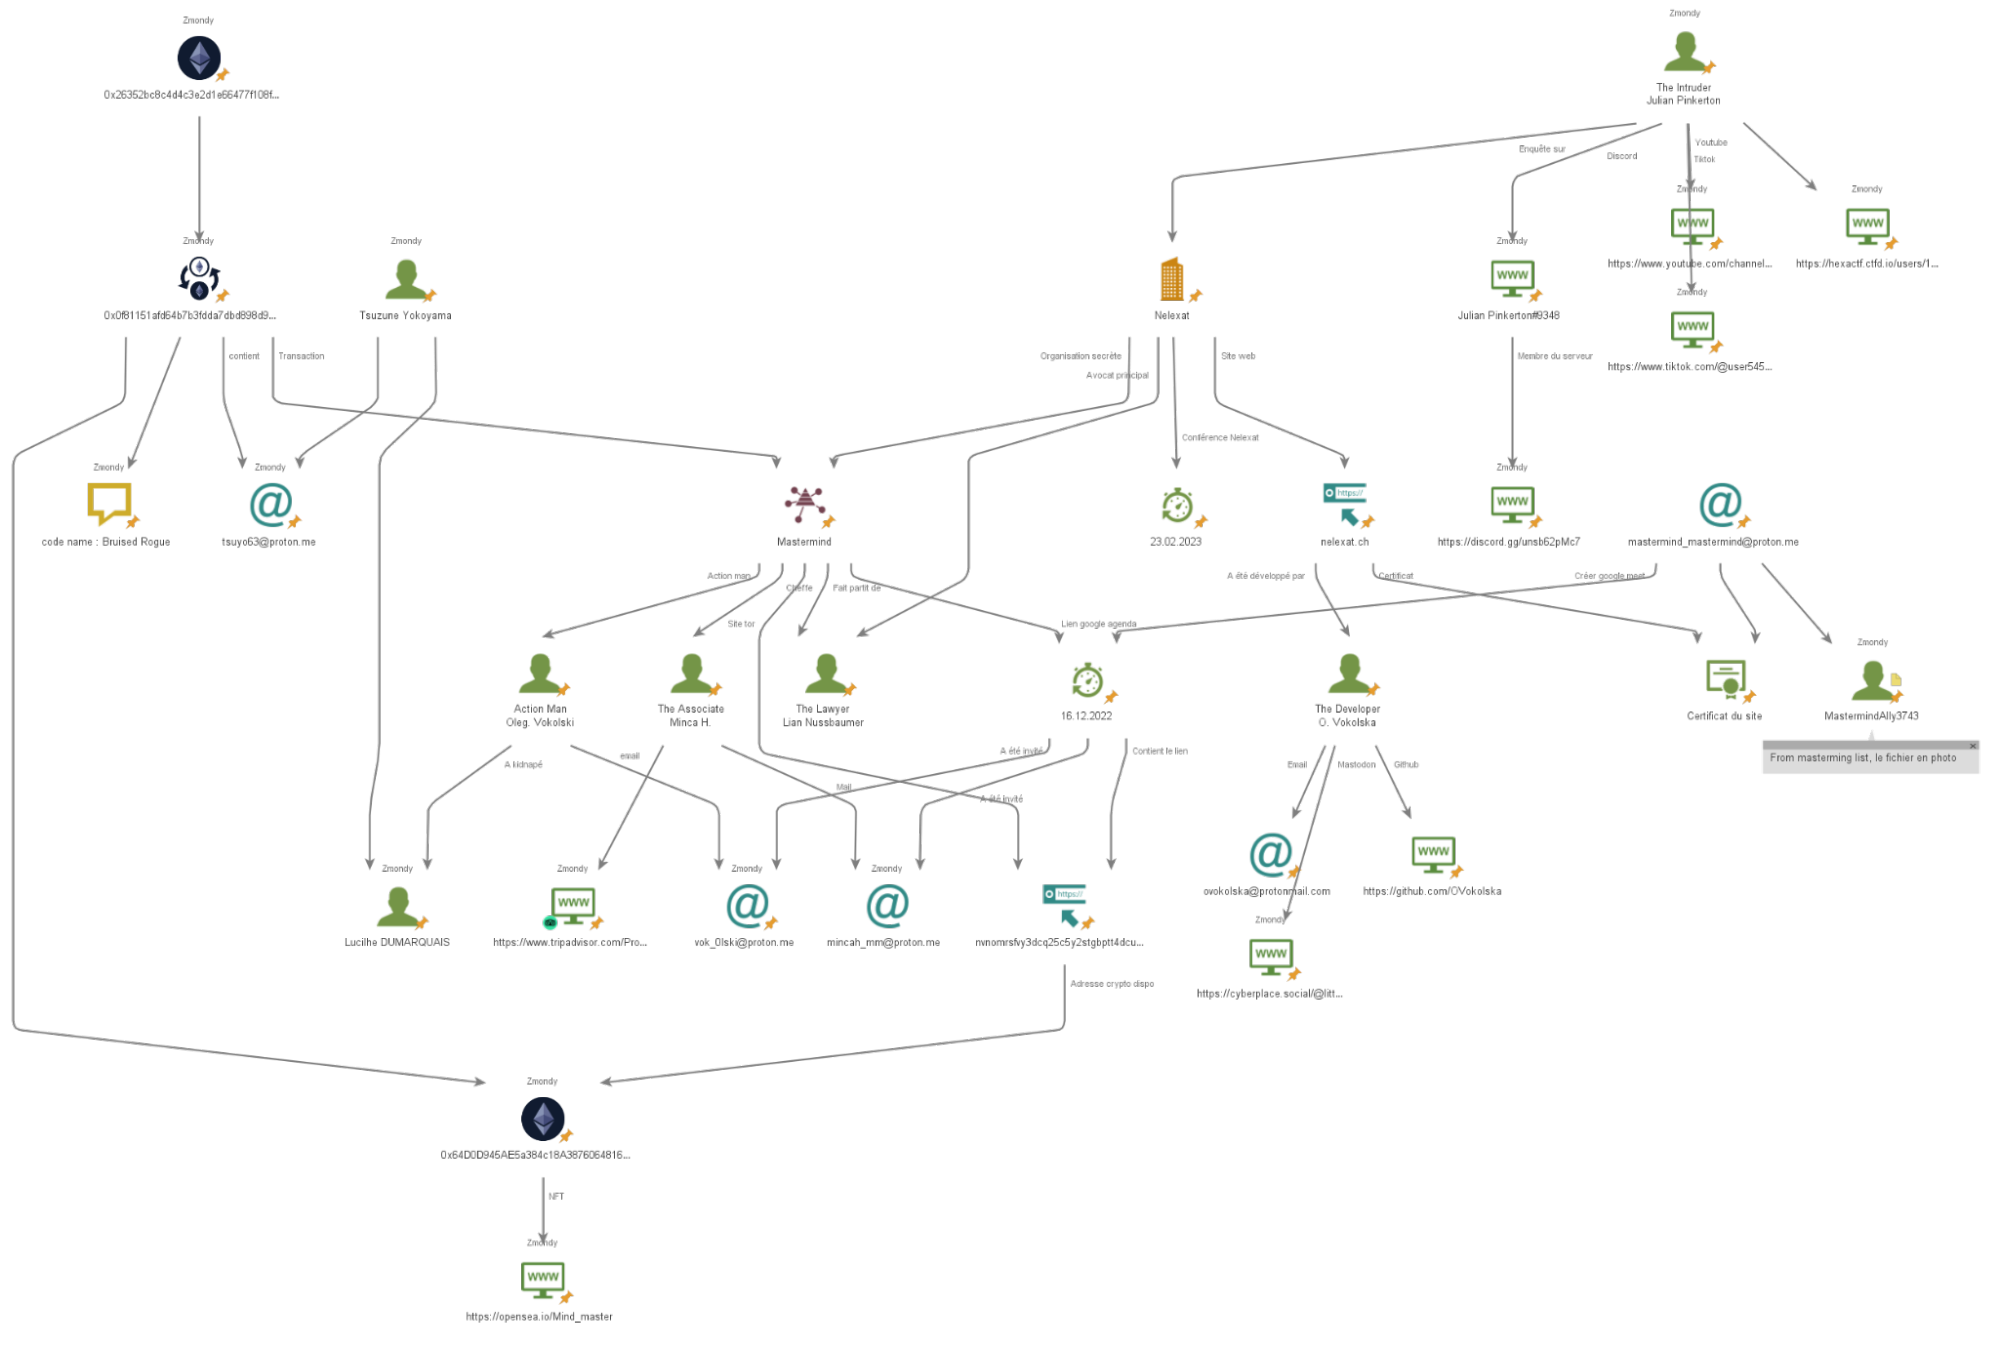 Zmondy
0x26352bc8c4d4c3e2d1e66477f108f...
Zmondy
The Intruder
Julian Pinkerton
Enquête sur
Discord
Youtube
Tiktok
Zmondy
https://www.youtube.com/channel...
Zmondy
https://hexactf.ctfd.io/users/1...
Zmondy
0x0f81151afd64b7b3fdda7dbd898d9...
Zmondy
Tsuzune Yokoyama
Nelexat
Zmondy
Julian Pinkerton#9348
Zmondy
https://www.tiktok.com/@user545...
contient
Transaction
Organisation secrète
Avocat principal
Site web
Membre du serveur
Conférence Nelexat
Zmondy
code name : Bruised Rogue
Zmondy
tsuyo63@proton.me
Mastermind
23.02.2023
https://
nelexat.ch
Zmondy
https://discord.gg/unsb62pMc7
mastermind_mastermind@proton.me
Action man
Site tor
Cheffe
Fait partit de
Lien google agenda
A été développé par
Certificat
Créer google meet
Action Man
Oleg. Vokolski
The Associate
Minca H.
The Lawyer
Lian Nussbaumer
16.12.2022
The Developer
O. Vokolska
Certificat du site
Zmondy
MastermindAlly3743
From masterming list, le fichier en photo
A kidnapé
email
Mail
A été invité
A été invité
Contient le lien
Email
Mastodon
Github
Zmondy
Lucilhe DUMARQUAIS
Zmondy
https://www.tripadvisor.com/Pro...
Zmondy
vok_0lski@proton.me
Zmondy
mincah_mm@proton.me
https://
nvnomrsfvy3dcq25c5y2stgbptt4dcu...
ovokolska@protonmail.com
https://github.com/OVokolska
Zmondy
https://cyberplace.social/@litt...
Adresse crypto dispo
Zmondy
0x64D0D945AE5a384c18A3876064816...
NFT
Zmondy
https://opensea.io/Mind_master